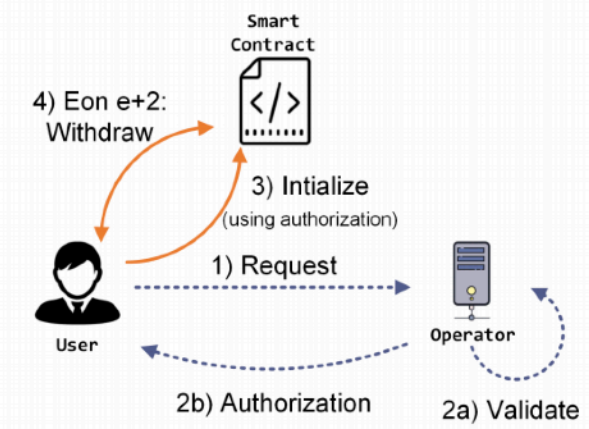 Smart
Contract
</>
4) Eon e+2:
Withdraw
3) Intialize
(using authorization)
1) Request
User
Operator
2b) Authorization
2a) Validate